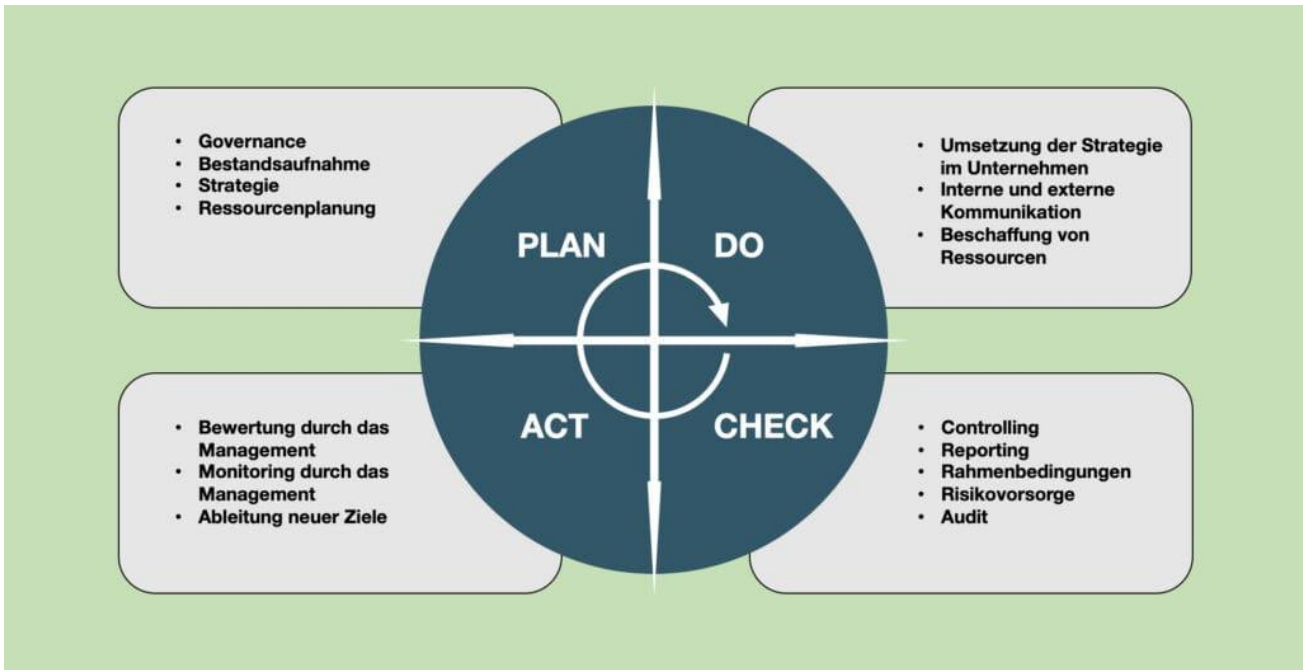 • Governance
• Bestandsaufnahme
• Strategie
• Ressourcenplanung
• Umsetzung der Strategie
im Unternehmen
• Interne und externe
Kommunikation
• Beschaffung von
Ressourcen
PLAN
DO
ACT
CHECK
• Bewertung durch das
Management
• Monitoring durch das
Management
• Ableitung neuer Ziele
• Controlling
• Reporting
• Rahmenbedingungen
• Risikovorsorge
• Audit